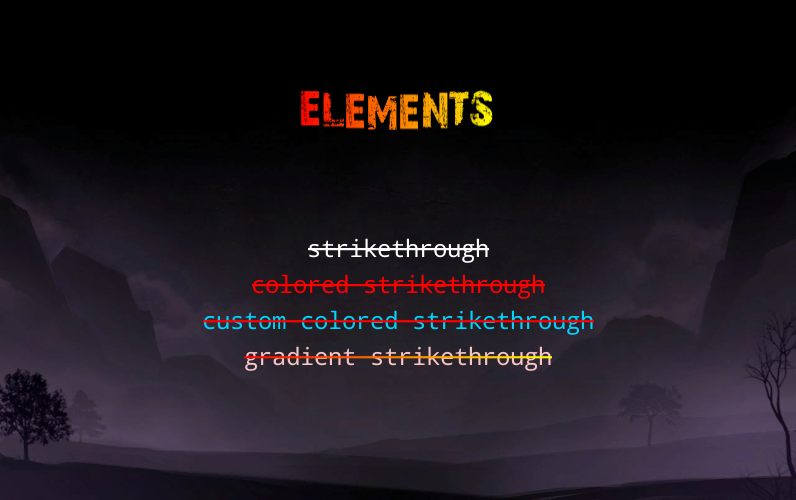 ELEMENTS
strikethrough
colored strikethrough
custom colored strikethrough
gradient strikethrough